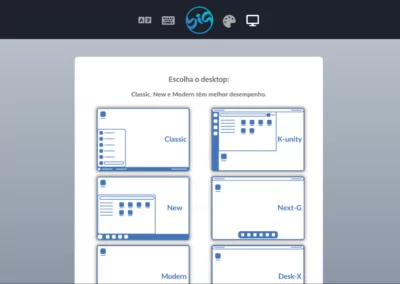 Escolha o desktop:
Classic, New e Modern têm melhor desempenho.
Classic
K-unity
New
Next-G
Modern
Desk-X